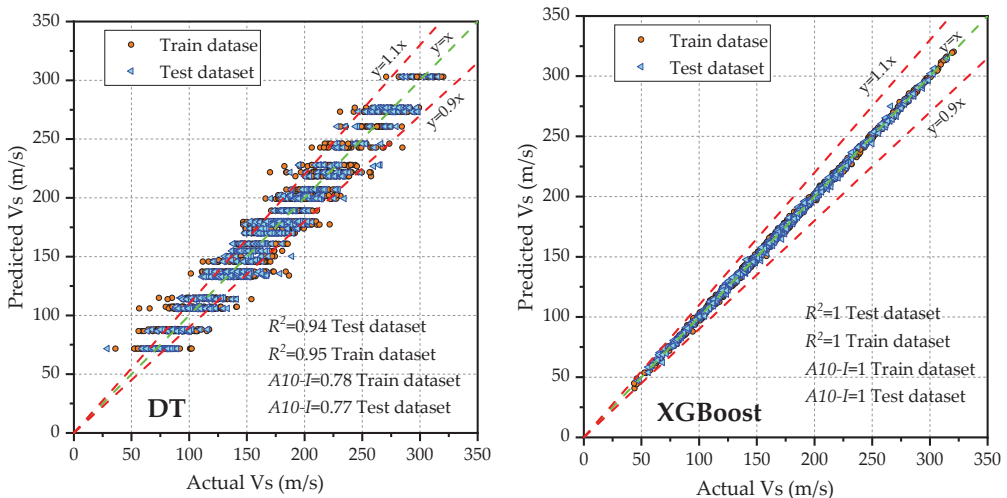 Train datase
Test dataset
y=1.1x
y=x
y=0.9x
R²=0.94 Test dataset
R²=0.95 Train dataset
A10-I=0.78 Train dataset
A10-I=0.77 Test dataset
DT
Predicted Vs (m/s)
350
300
250
200
150
100
50
0
0 50 100 150 200 250 300 350
Actual Vs (m/s)
Train datase
Test dataset
y=1.1x
y=x
y=0.9x
R²=1 Test dataset
R²=1 Train dataset
A10-I=1 Train dataset
A10-I=1 Test dataset
XGBoost
Predicted Vs (m/s)
350
300
250
200
150
100
50
0
0 50 100 150 200 250 300 350
Actual Vs (m/s)